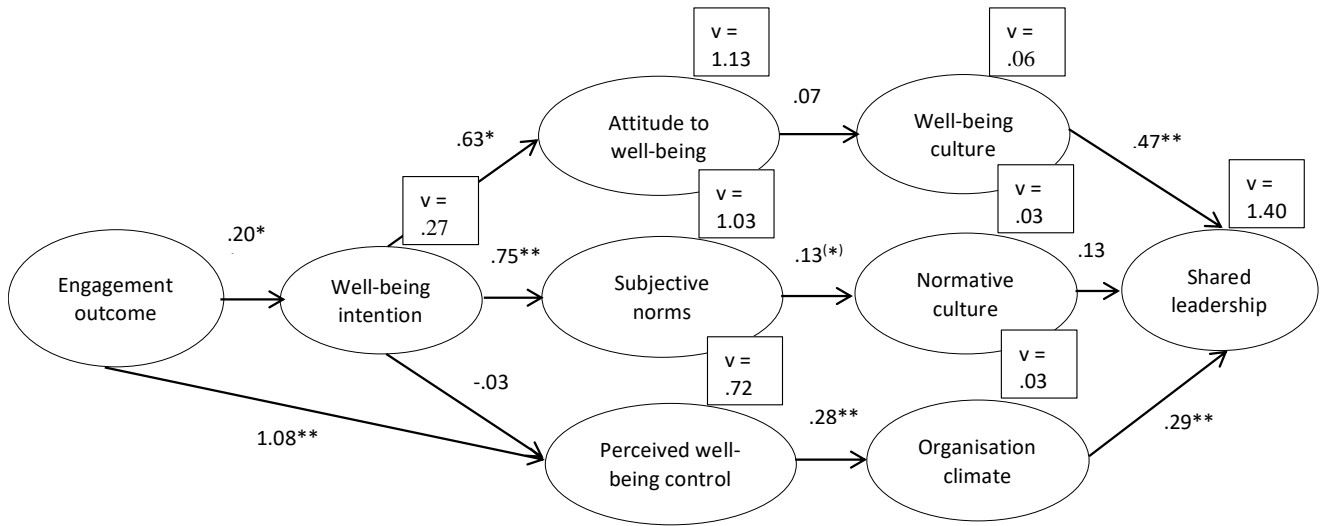 v =
1.13
v =
.06
Attitude to
well-being
.07
Well-being
culture
.63*
.47**
v =
.27
v =
1.03
v =
.03
v =
1.40
.20*
.75**
.13(*)
.13
Engagement
outcome
Well-being
intention
Subjective
norms
Normative
culture
Shared
leadership
-.03
v =
.72
v =
.03
1.08**
.28**
.29**
Perceived well-
being control
Organisation
climate